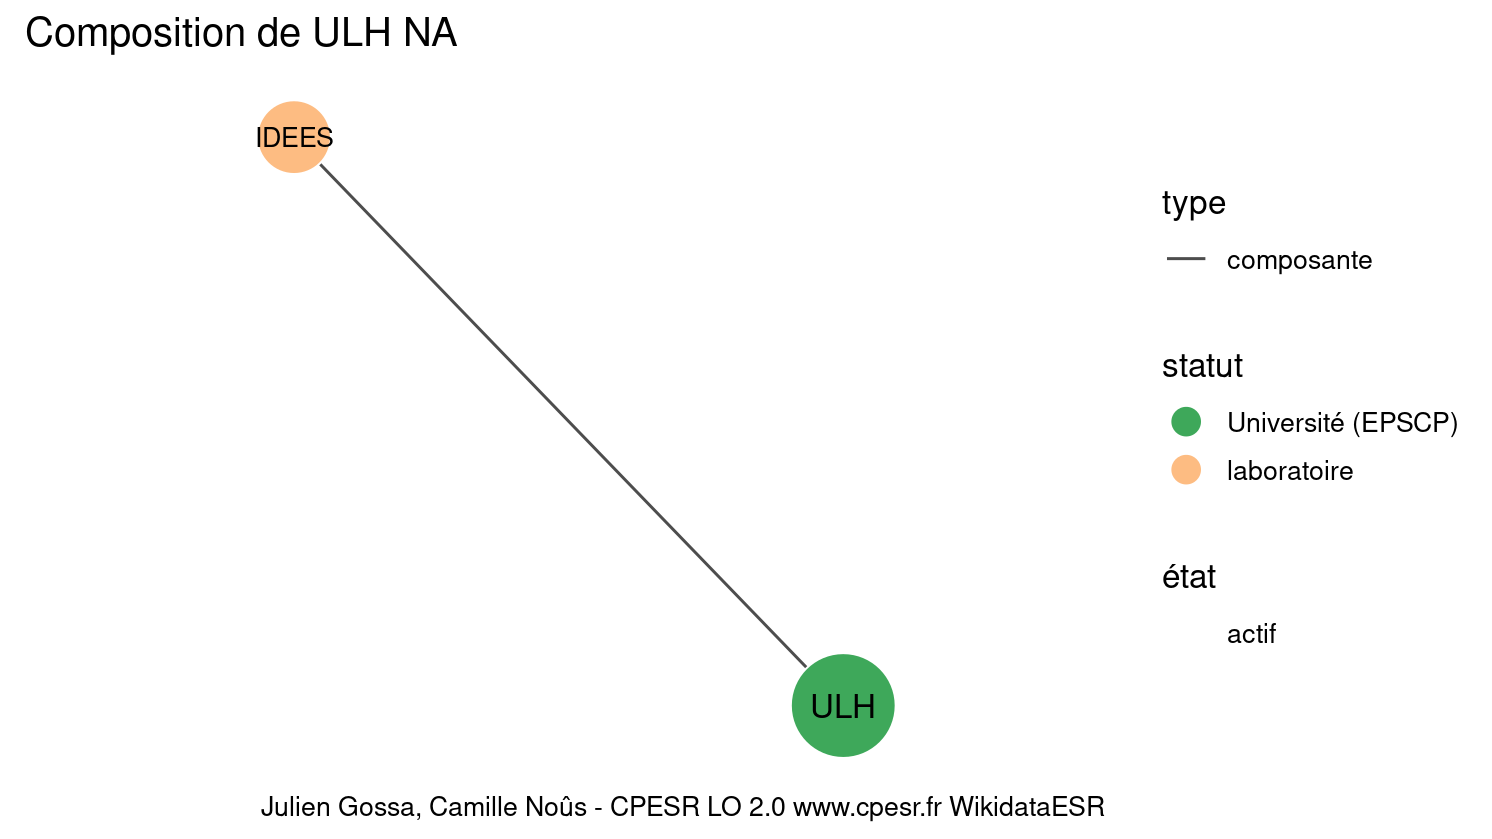 Composition de ULH NA
IDEES
type
composante
statut
Université (EPSCP)
laboratoire
état
actif
ULH
Julien Gossa, Camille Noûs - CPESR LO 2.0 www.cpesr.fr WikidataESR